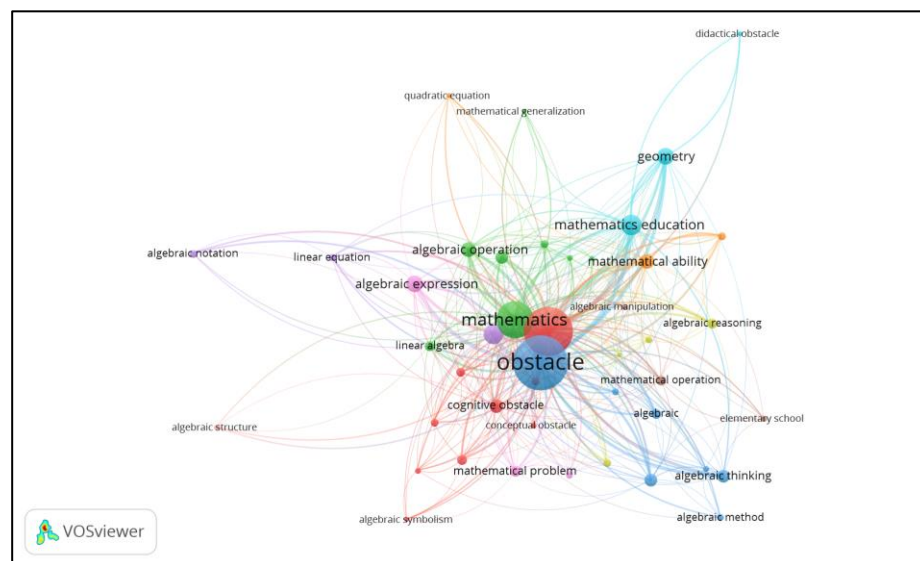 didactical obstacle
quadratic equation
mathematical generalization
geometry
mathematics education
algebraic operation
algebraic notation
linear equation
mathematical ability
algebraic expression
algebraic manipulation
mathematics
algebraic reasoning
linear algebra
obstacle
mathematical operation
cognitive obstacle
algebraic
elementary school
conceptual obstacle
algebraic structure
mathematical problem
algebraic thinking
algebraic symbolism
algebraic method
VOSviewer